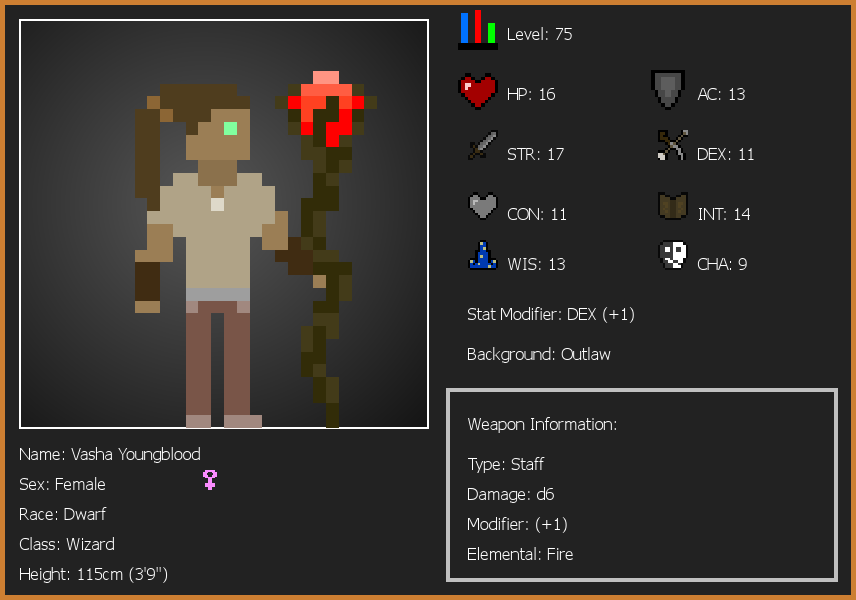 Level: 75
HP: 16
AC: 13
STR: 17
DEX: 11
CON: 11
INT: 14
WIS: 13
CHA: 9
Stat Modifier: DEX (+1)
Background: Outlaw
Weapon Information:
Type: Staff
Damage: d6
Modifier: (+1)
Elemental: Fire
Name: Vasha Youngblood
Sex: Female
Race: Dwarf
Class: Wizard
Height: 115cm (3'9")